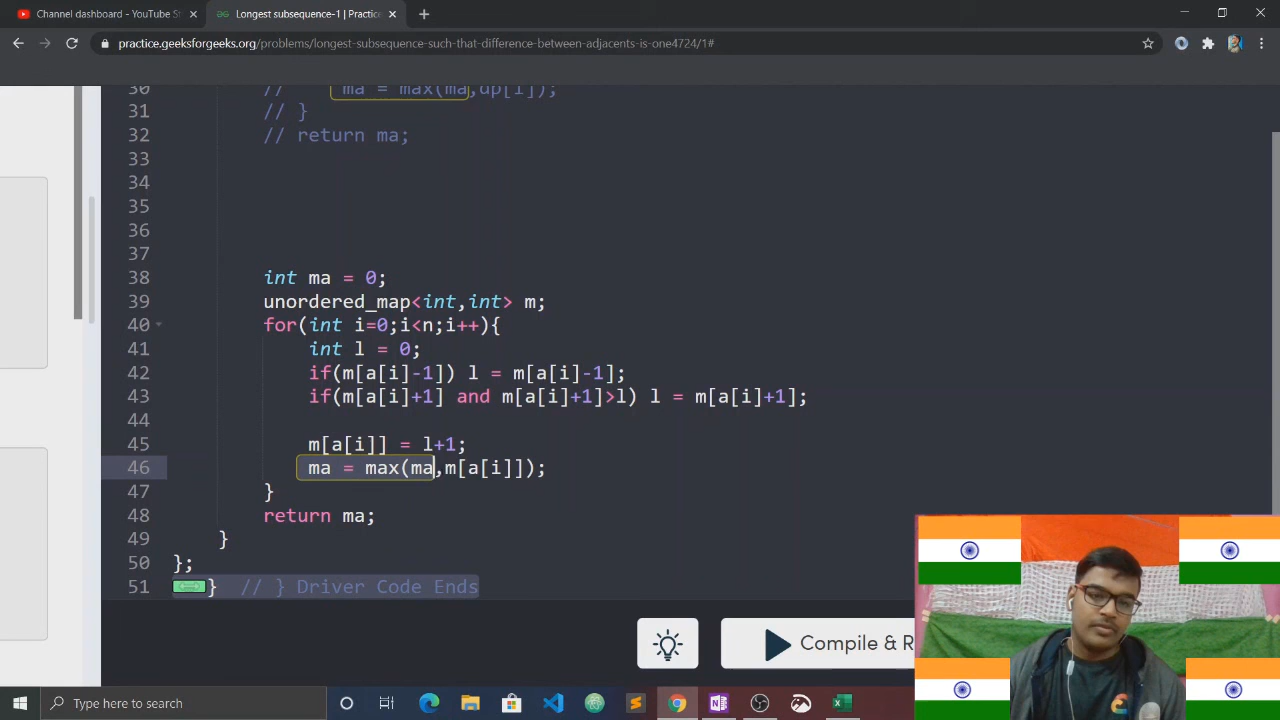 Channel dashboard - YouTube St
Longest subsequence-1 | Practice
practice.geeksforgeeks.org/problems/longest-subsequence-such-that-difference-between-adjacents-is-one4724/1#
30 // ma = max(ma,dp[i]);
31 // }
32 // return ma;
33
34
35
36
37
38 int ma = 0;
39 unordered_map<int,int> m;
40 for(int i=0;i<n;i++){
41 int l = 0;
42 if(m[a[i]-1]) l = m[a[i]-1];
43 if(m[a[i]+1] and m[a[i]+1]>l) l = m[a[i]+1];
44
45 m[a[i]] = l+1;
46 ma = max(ma,m[a[i]]);
47 }
48 return ma;
49 }
50 };
51 } // } Driver Code Ends
Compile & R
Type here to search